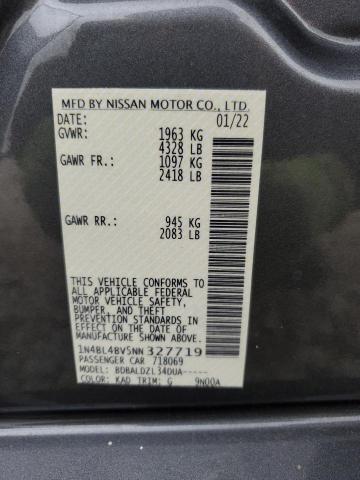 MFD BY NISSAN MOTOR CO., LTD.
DATE: 01/22
GVWR: 1963 KG
4328 LB
GAWR FR.: 1097 KG
2418 LB
GAWR RR.: 945 KG
2083 LB
THIS VEHICLE CONFORMS TO
ALL APPLICABLE FEDERAL
MOTOR VEHICLE SAFETY,
BUMPER, AND THEFT
PREVENTION STANDARDS
IN EFFECT ON THE DATE OF
MANUFACTURE SHOWN ABOVE.
1N4BL4BV5NN327719
PASSENGER CAR 718069
MODEL: BDBALDZL34DUA-----
COLOR: KAD TRIM: G 9N00A